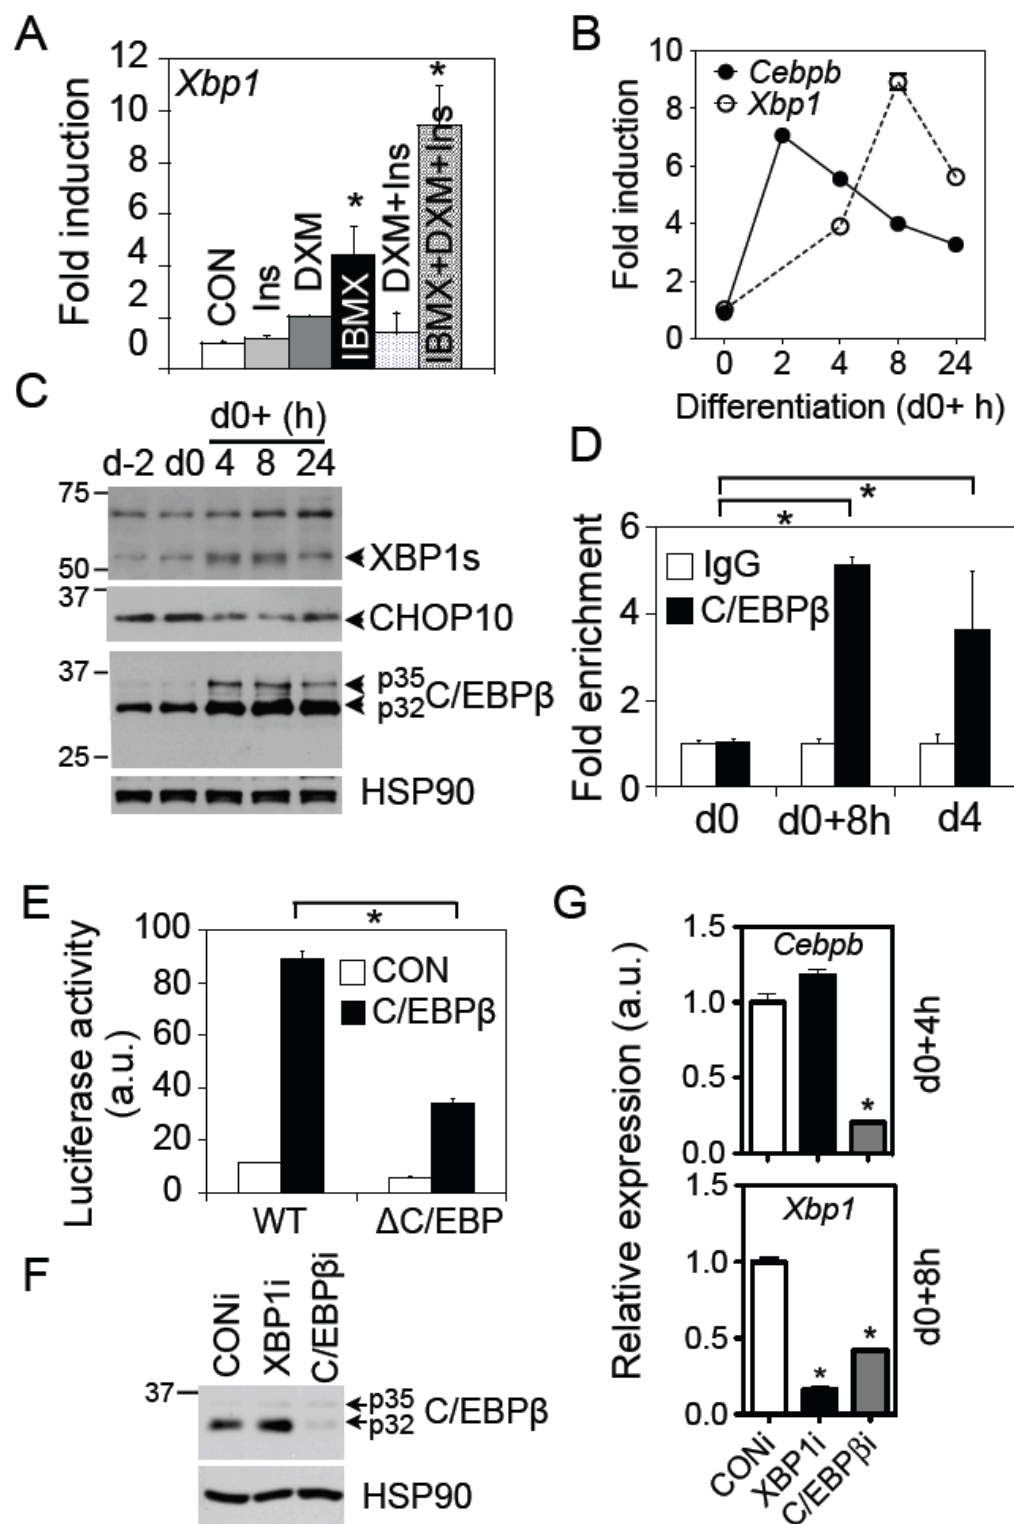 A
Fold induction
12
10
8
6
4
2
0
Xbp1
CON
Ins
DXM
IBMX
*
DXM+Ins
IBMX+DXM+Ins
*
B
Fold induction
10
8
6
4
2
0
Cebpb
Xbp1
0 2 4 8 24
Differentiation (d0+ h)
C
d0+ (h)
d-2 d0 4 8 24
75
50
XBP1s
37
CHOP10
37
p35
p32
C/EBPβ
25
HSP90
D
*
*
Fold enrichment
6
4
2
0
IgG
C/EBPβ
d0 d0+8h d4
E
*
Luciferase activity
(a.u.)
100
80
60
40
20
0
CON
C/EBPβ
WT ΔC/EBP
F
CONi
XBP1i
C/EBPβi
37
p35
p32
C/EBPβ
HSP90
G
Relative expression (a.u.)
1.5
1.0
0.5
0.0
Cebpb
*
d0+4h
1.5
1.0
0.5
0.0
Xbp1
*
*
d0+8h
CONi
XBP1i
C/EBPβi